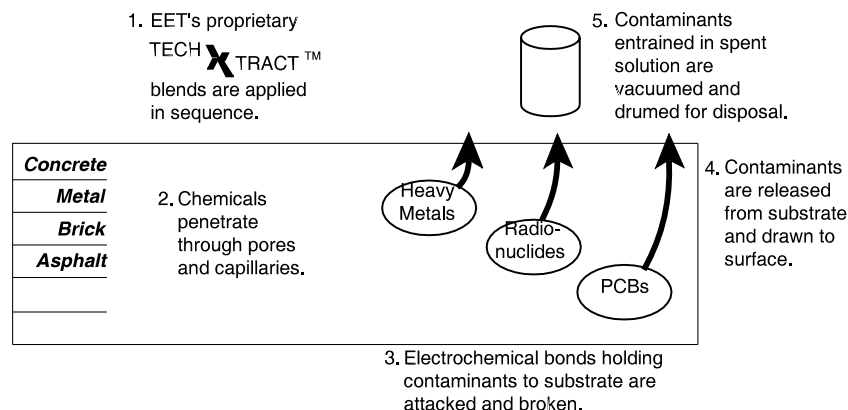 1. EET's proprietary
TECH X TRACT ™
blends are applied
in sequence.
5. Contaminants
entrained in spent
solution are
vacuumed and
drumed for disposal.
Concrete
Metal
Brick
Asphalt
2. Chemicals
penetrate
through pores
and capillaries.
Heavy
Metals
Radio-
nuclides
PCBs
4. Contaminants
are released
from substrate
and drawn to
surface.
3. Electrochemical bonds holding
contaminants to substrate are
attacked and broken.